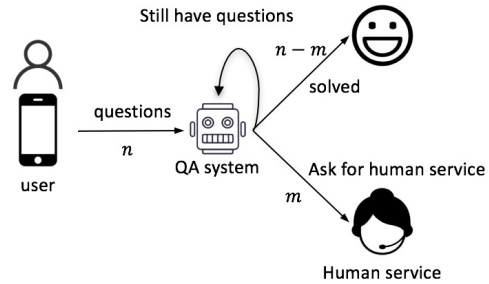 Still have questions
n − m
solved
questions
n
QA system
user
Ask for human service
m
Human service